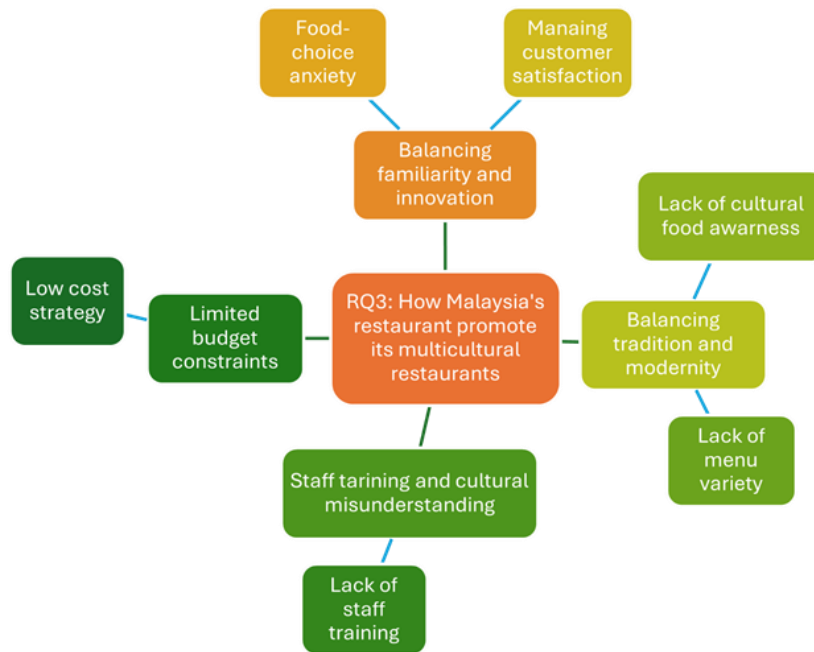 Food-
choice
anxiety
Manaing
customer
satisfaction
Balancing
familiarity and
innovation
Lack of cultural
food awarness
Low cost
strategy
Limited
budget
constraints
RQ3: How Malaysia's
restaurant promote
its multicultural
restaurants
Balancing
tradition and
modernity
Lack of
menu
variety
Staff tarining and cultural
misunderstanding
Lack of
staff
training